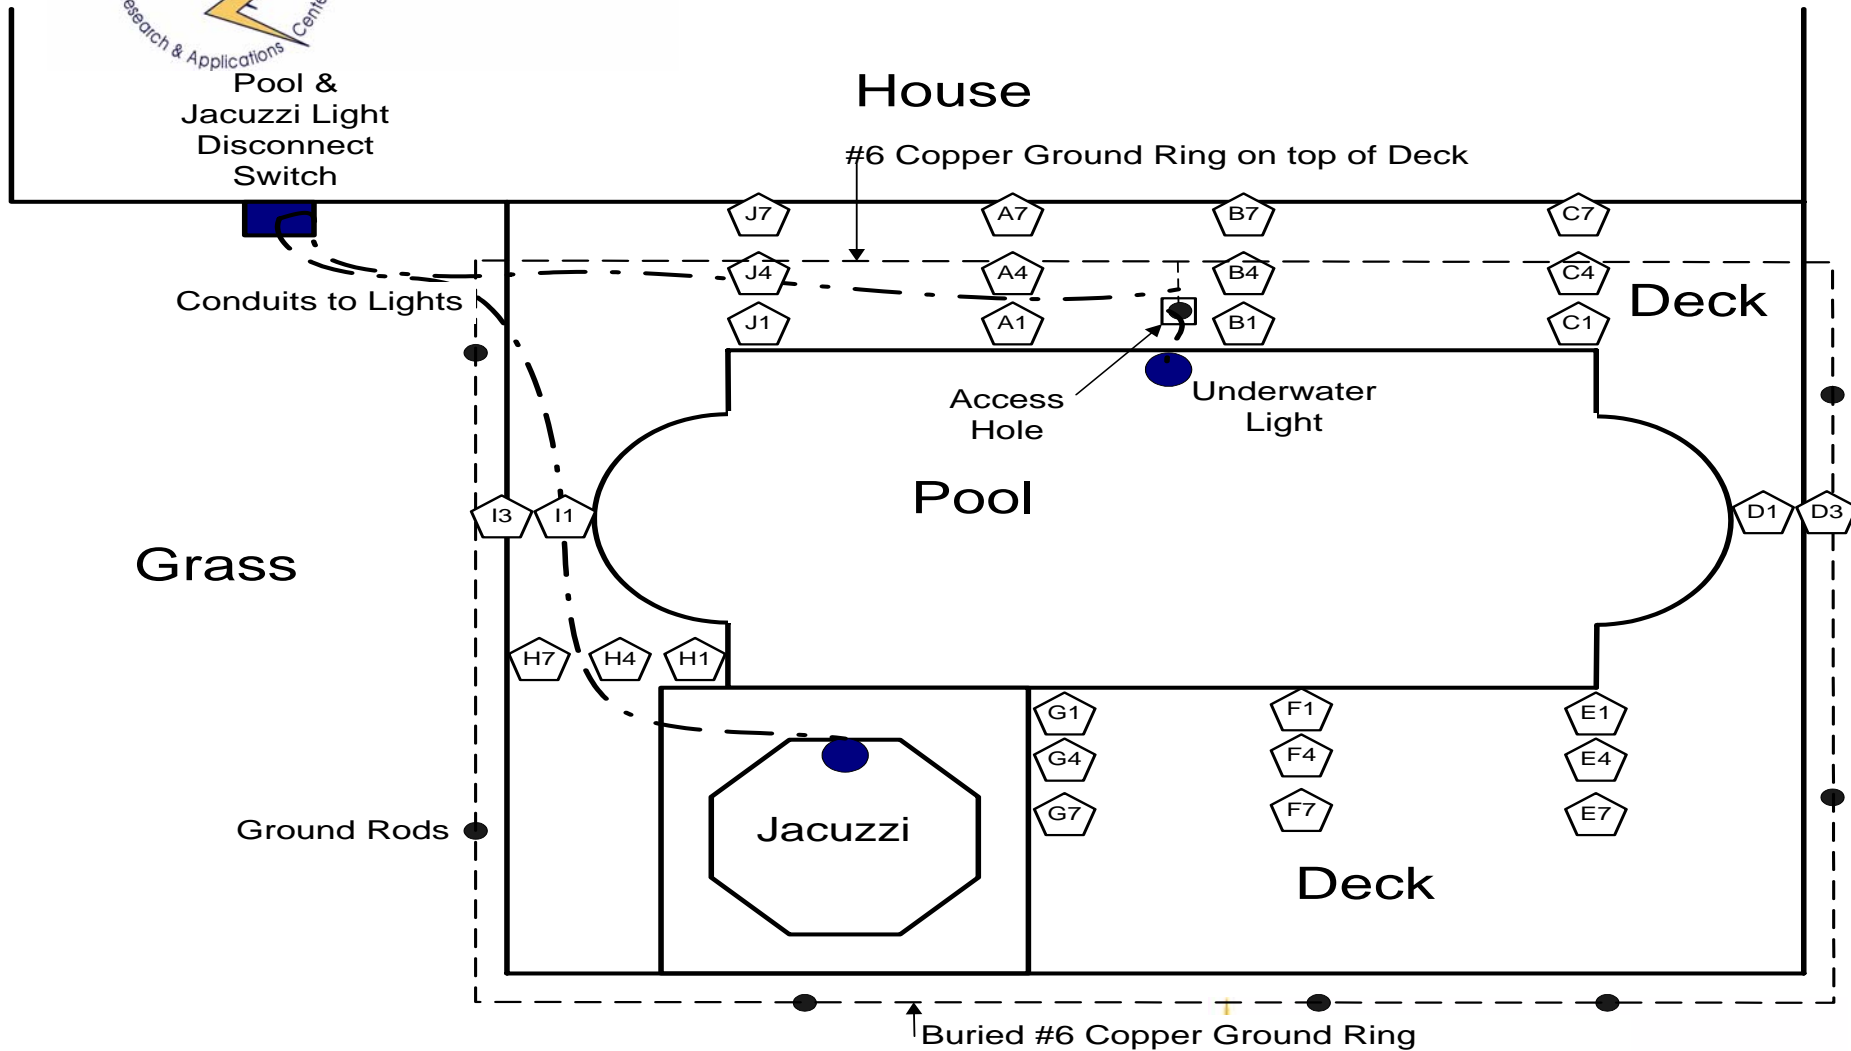 esearch & Applications Cente
Pool &
Jacuzzi Light
Disconnect
Switch
House
#6 Copper Ground Ring on top of Deck
J7 A7 B7 C7
J4 A4 B4 C4
Conduits to Lights
Deck
J1 A1 B1 C1
Access
Hole
Underwater
Light
Pool
I3 I1 D1 D3
Grass
H7 H4 H1
G1 F1 E1
G4 F4 E4
G7 F7 E7
Ground Rods
Jacuzzi
Deck
Buried #6 Copper Ground Ring